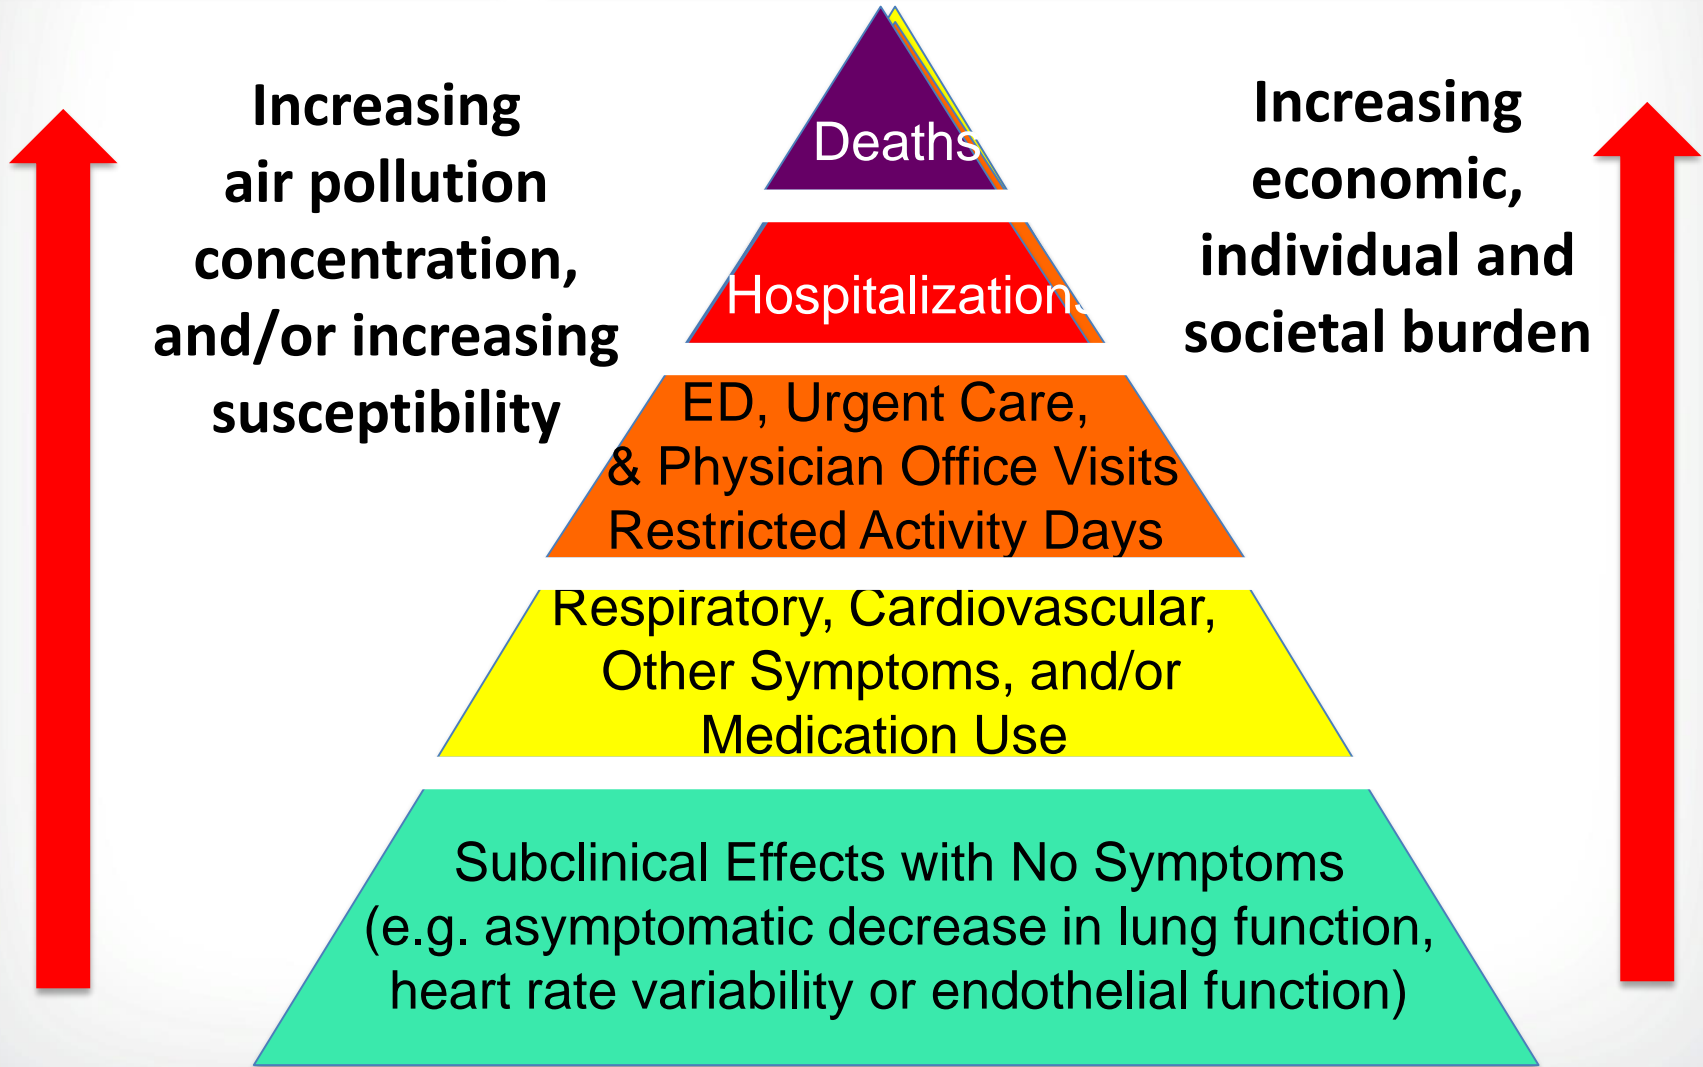 Increasing
air pollution
concentration,
and/or increasing
susceptibility
Increasing
economic,
individual and
societal burden
Deaths
Hospitalizations
ED, Urgent Care,
& Physician Office Visits
Restricted Activity Days
Respiratory, Cardiovascular,
Other Symptoms, and/or
Medication Use
Subclinical Effects with No Symptoms
(e.g. asymptomatic decrease in lung function,
heart rate variability or endothelial function)